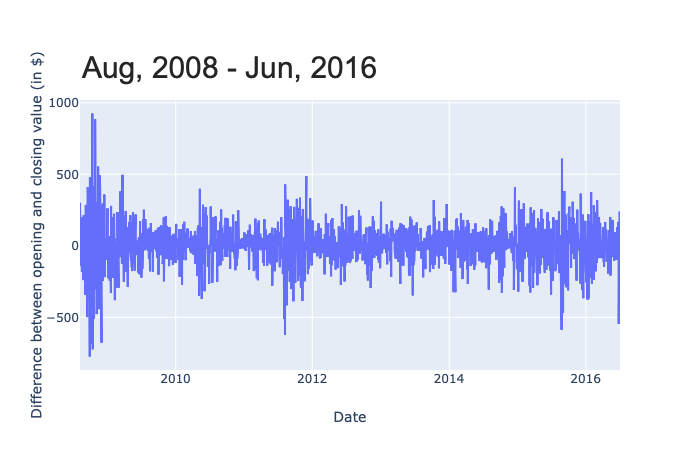 Aug, 2008 - Jun, 2016
Difference between opening and closing value (in $)
1000
500
0
−500
2010
2012
2014
2016
Date